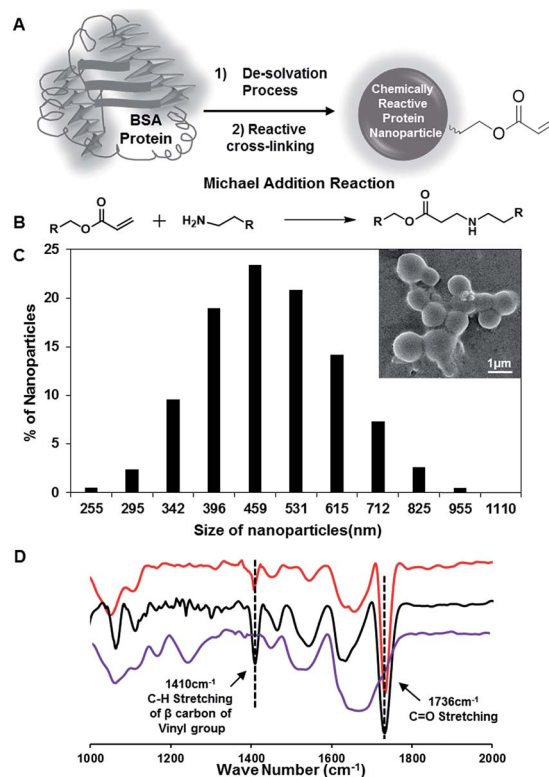 A
BSA
Protein
1) De-solvation
Process
2) Reactive
cross-linking
Chemically
Reactive
Protein
Nanoparticle
O
O
Michael Addition Reaction
B
R
O
O
+
H₂N
R
R
O
O
N
H
R
C
% of Nanoparticles
25
20
15
10
5
0
1μm
255 295 342 396 459 531 615 712 825 955 1110
Size of nanoparticles(nm)
D
1410cm⁻¹
C-H Stretching
of β carbon of
Vinyl group
1736cm⁻¹
C=O Stretching
1000 1200 1400 1600 1800 2000
Wave Number (cm⁻¹)